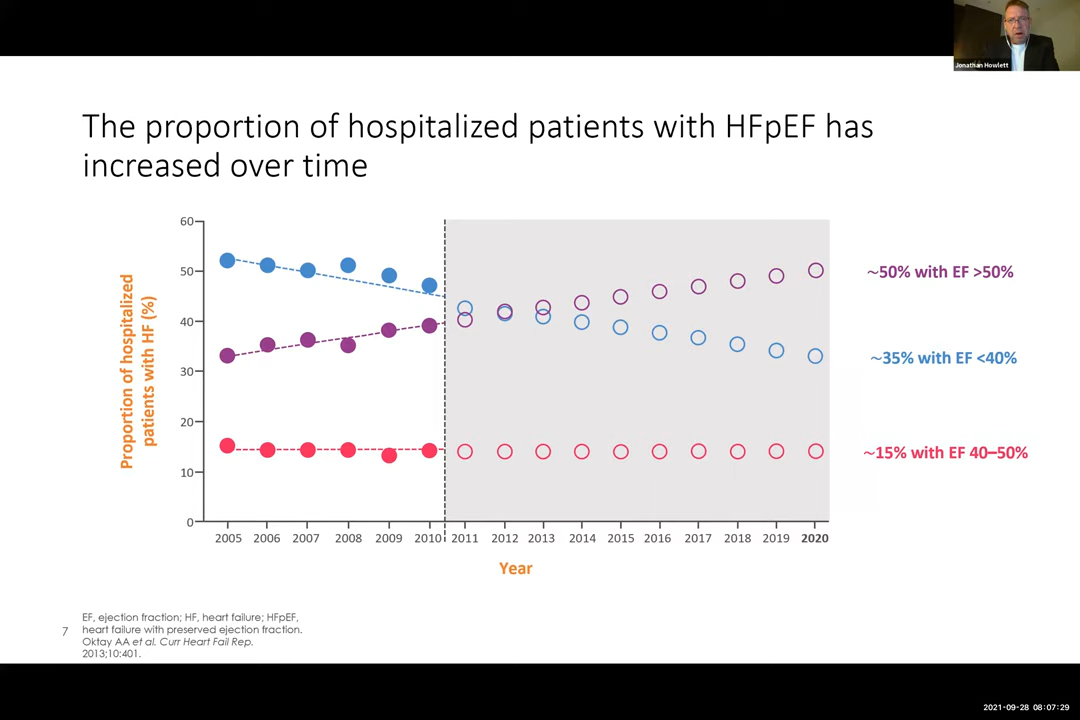 Jonathan Howlett
The proportion of hospitalized patients with HFpEF has
increased over time
Proportion of hospitalized
patients with HF (%)
60
50
40
30
20
10
0
2005 2006 2007 2008 2009 2010 2011 2012 2013 2014 2015 2016 2017 2018 2019 2020
Year
~50% with EF >50%
~35% with EF <40%
~15% with EF 40–50%
7
EF, ejection fraction; HF, heart failure; HFpEF,
heart failure with preserved ejection fraction.
Oktay AA et al. Curr Heart Fail Rep.
2013;10:401.
2021-09-28 08:07:29